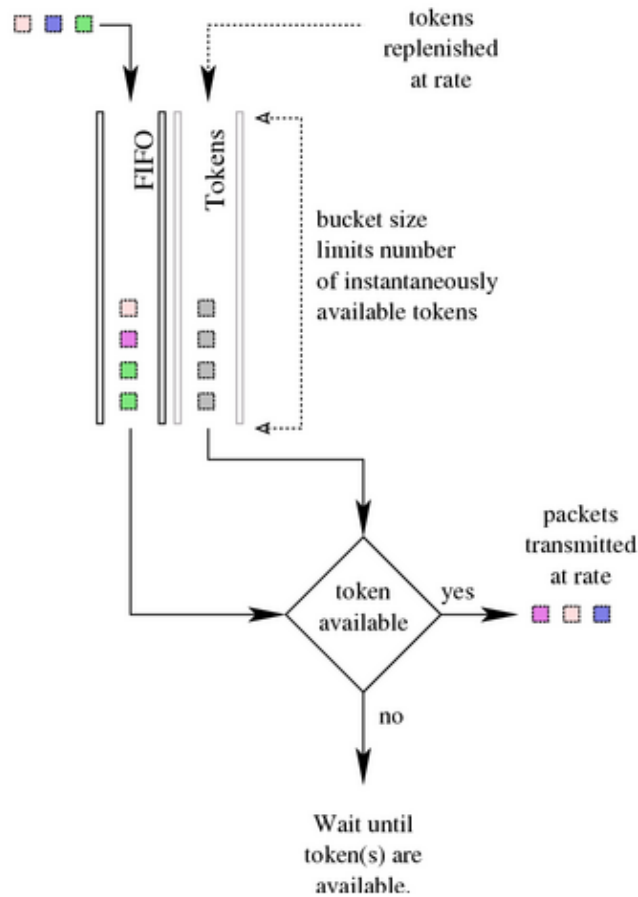 tokens
replenished
at rate
FIFO
Tokens
bucket size
limits number
of instantaneously
available tokens
packets
transmitted
at rate
token
available
yes
no
Wait until
token(s) are
available.